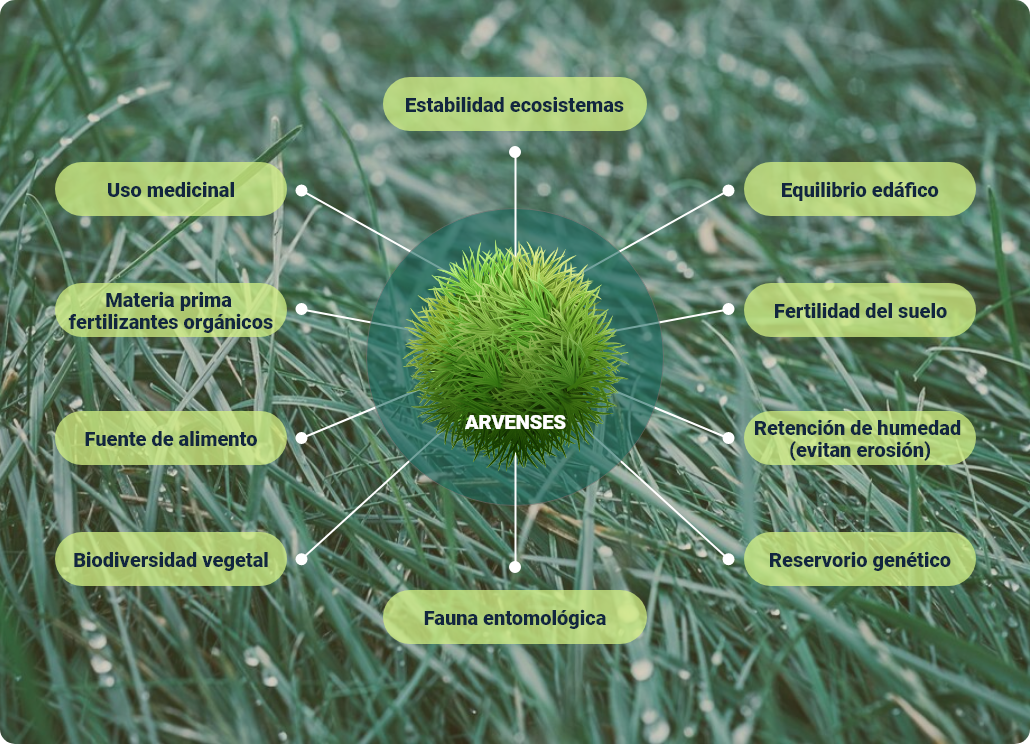 Estabilidad ecosistemas
Uso medicinal
Equilibrio edáfico
Materia prima
fertilizantes orgánicos
Fertilidad del suelo
Fuente de alimento
ARVENSES
Retención de humedad
(evitan erosión)
Biodiversidad vegetal
Reservorio genético
Fauna entomológica